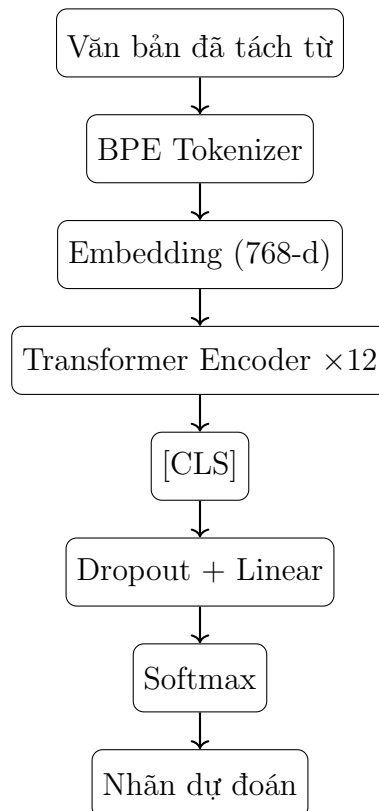 Văn bản đã tách từ
BPE Tokenizer
Embedding (768-d)
Transformer Encoder ×12
[CLS]
Dropout + Linear
Softmax
Nhãn dự đoán